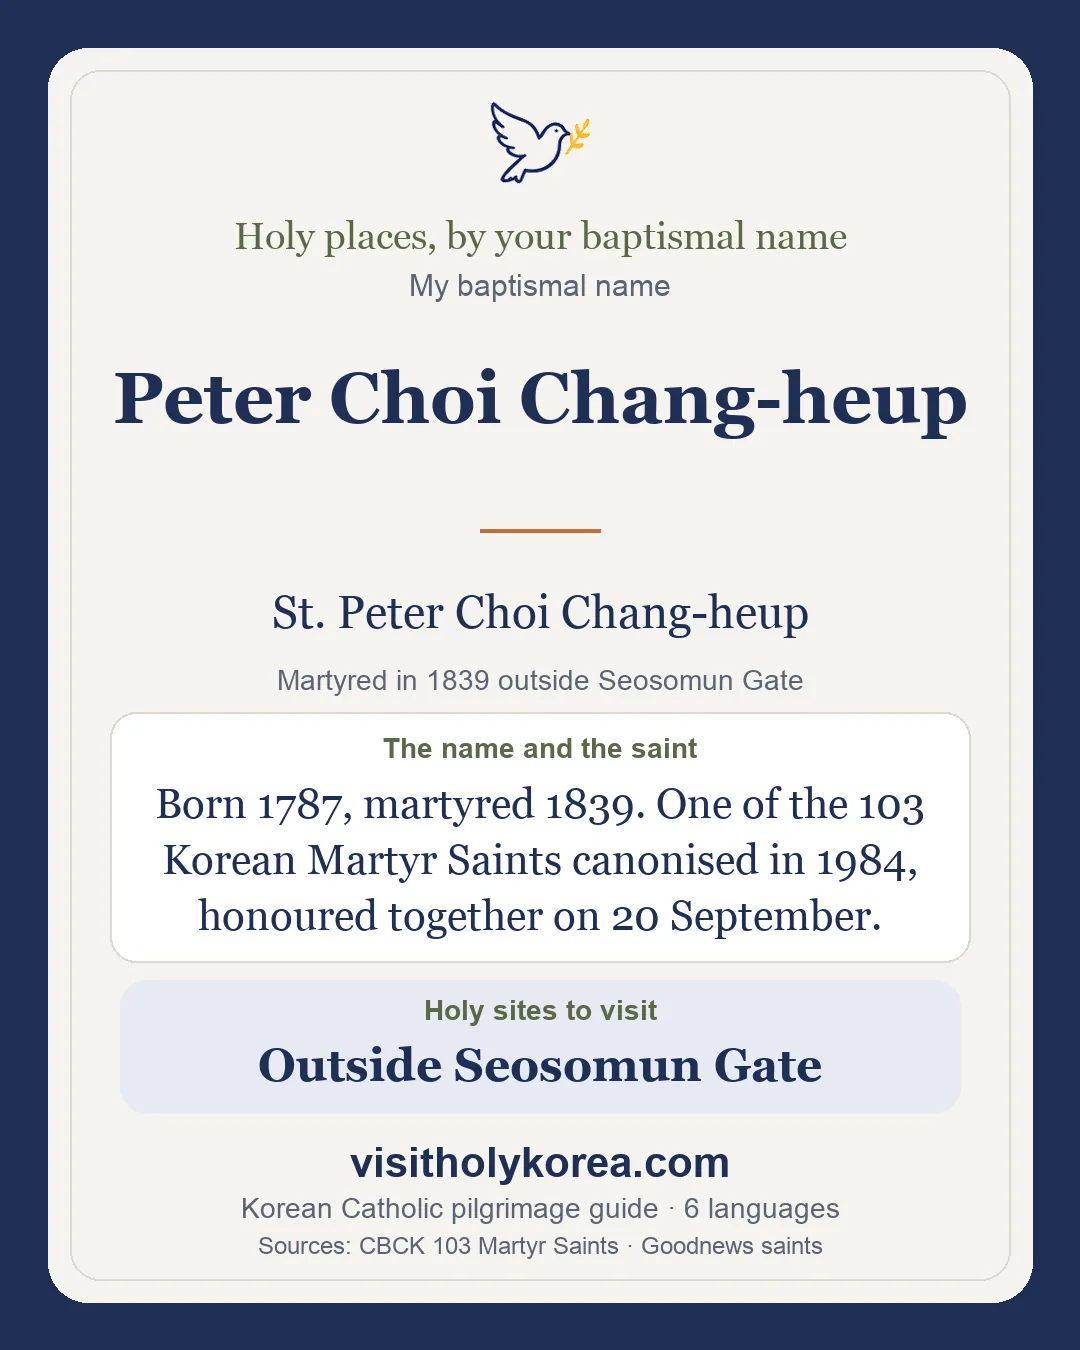 Holy places, by your baptismal name
My baptismal name
Peter Choi Chang-heup
St. Peter Choi Chang-heup
Martyred in 1839 outside Seosomun Gate
The name and the saint
Born 1787, martyred 1839. One of the 103
Korean Martyr Saints canonised in 1984,
honoured together on 20 September.
Holy sites to visit
Outside Seosomun Gate
visitholykorea.com
Korean Catholic pilgrimage guide · 6 languages
Sources: CBCK 103 Martyr Saints · Goodnews saints